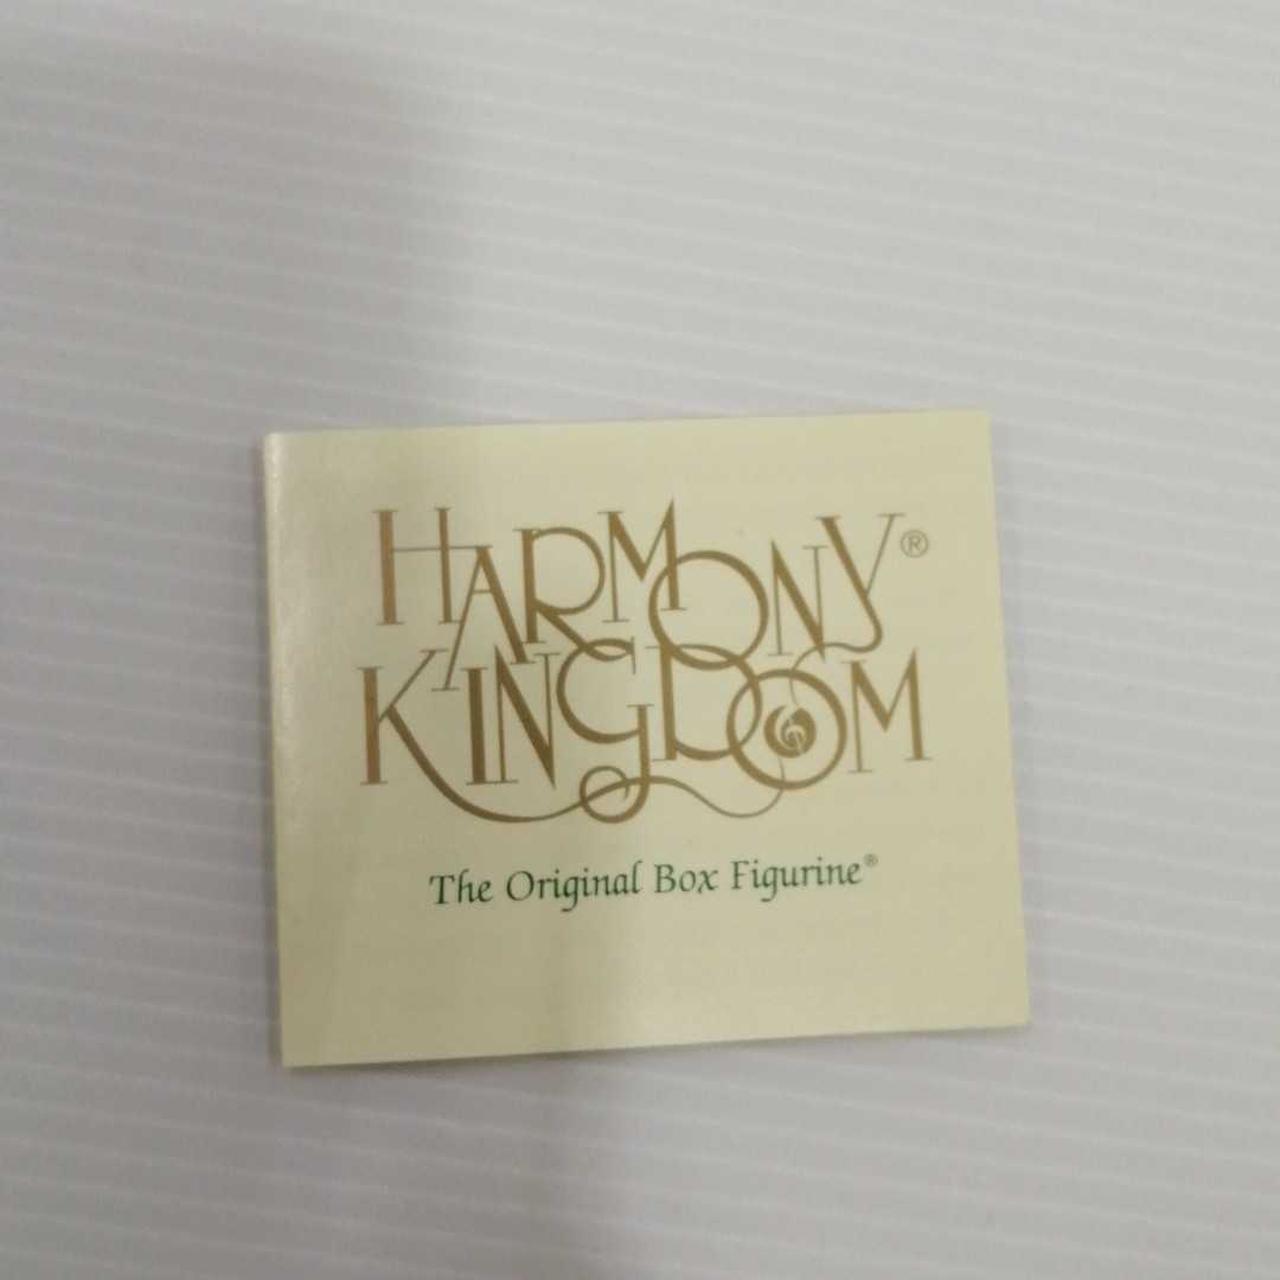 HARMONY®
KINGDOM
The Original Box Figurine®